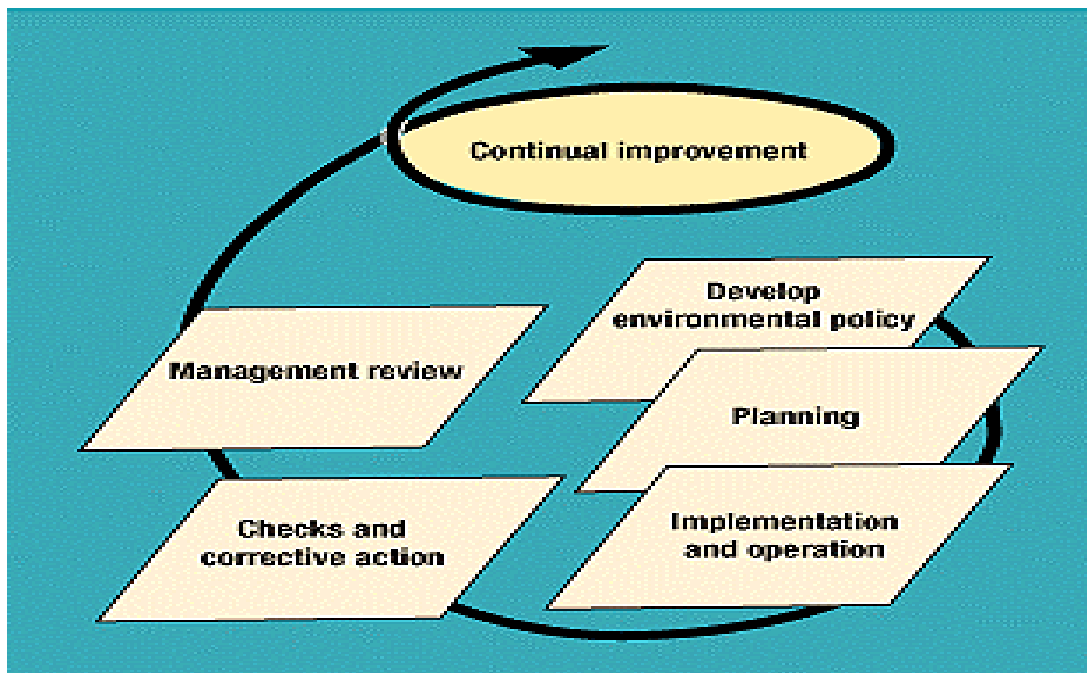 Continual improvement
Develop
environmental policy
Planning
Implementation
and operation
Checks and
corrective action
Management review